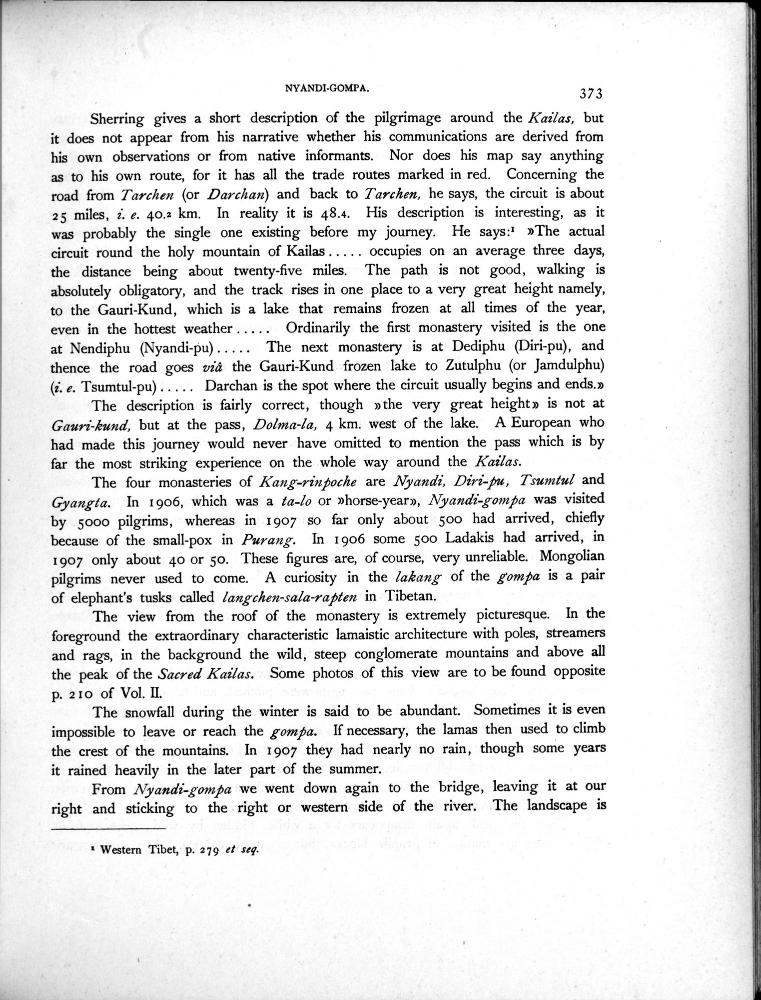 NYANDI-GOMPA.
373
Sherring gives a short description of the pilgrimage around the Kailas, but
it does not appear from his narrative whether his communications are derived from
his own observations or from native informants. Nor does his map say anything
as to his own route, for it has all the trade routes marked in red. Concerning the
road from Tarchen (or Darchan) and back to Tarchen, he says, the circuit is about
25 miles, i. e. 40.2 km. In reality it is 48.4. His description is interesting, as it
was probably the single one existing before my journey. He says:¹ »The actual
circuit round the holy mountain of Kailas ..... occupies on an average three days,
the distance being about twenty-five miles. The path is not good, walking is
absolutely obligatory, and the track rises in one place to a very great height namely,
to the Gauri-Kund, which is a lake that remains frozen at all times of the year,
even in the hottest weather ..... Ordinarily the first monastery visited is the one
at Nendiphu (Nyandi-pu) ..... The next monastery is at Dediphu (Diri-pu), and
thence the road goes viâ the Gauri-Kund frozen lake to Zutulphu (or Jamdulphu)
(i. e. Tsumtul-pu) ..... Darchan is the spot where the circuit usually begins and ends.»
The description is fairly correct, though »the very great height» is not at
Gauri-kund, but at the pass, Dolma-la, 4 km. west of the lake. A European who
had made this journey would never have omitted to mention the pass which is by
far the most striking experience on the whole way around the Kailas.
The four monasteries of Kang-rinpoche are Nyandi, Diri-pu, Tsumtul and
Gyangta. In 1906, which was a ta-lo or »horse-year», Nyandi-gompa was visited
by 5000 pilgrims, whereas in 1907 so far only about 500 had arrived, chiefly
because of the small-pox in Purang. In 1906 some 500 Ladakis had arrived, in
1907 only about 40 or 50. These figures are, of course, very unreliable. Mongolian
pilgrims never used to come. A curiosity in the lakang of the gompa is a pair
of elephant's tusks called langchen-sala-rapten in Tibetan.
The view from the roof of the monastery is extremely picturesque. In the
foreground the extraordinary characteristic lamaistic architecture with poles, streamers
and rags, in the background the wild, steep conglomerate mountains and above all
the peak of the Sacred Kailas. Some photos of this view are to be found opposite
p. 210 of Vol. II.
The snowfall during the winter is said to be abundant. Sometimes it is even
impossible to leave or reach the gompa. If necessary, the lamas then used to climb
the crest of the mountains. In 1907 they had nearly no rain, though some years
it rained heavily in the later part of the summer.
From Nyandi-gompa we went down again to the bridge, leaving it at our
right and sticking to the right or western side of the river. The landscape is
¹ Western Tibet, p. 279 et seq.